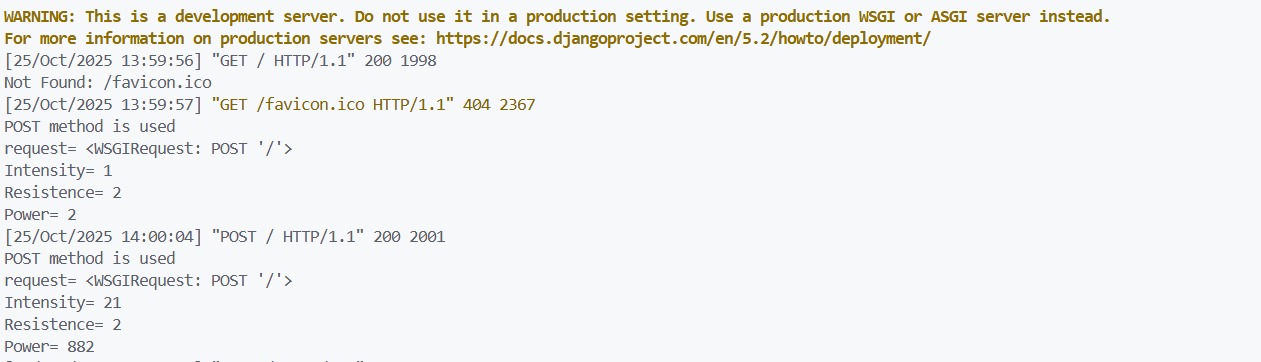 WARNING: This is a development server. Do not use it in a production setting. Use a production WSGI or ASGI server instead.
For more information on production servers see: https://docs.djangoproject.com/en/5.2/howto/deployment/
[25/Oct/2025 13:59:56] "GET / HTTP/1.1" 200 1998
Not Found: /favicon.ico
[25/Oct/2025 13:59:57] "GET /favicon.ico HTTP/1.1" 404 2367
POST method is used
request= <WSGIRequest: POST '/'>
Intensity= 1
Resistence= 2
Power= 2
[25/Oct/2025 14:00:04] "POST / HTTP/1.1" 200 2001
POST method is used
request= <WSGIRequest: POST '/'>
Intensity= 21
Resistence= 2
Power= 882